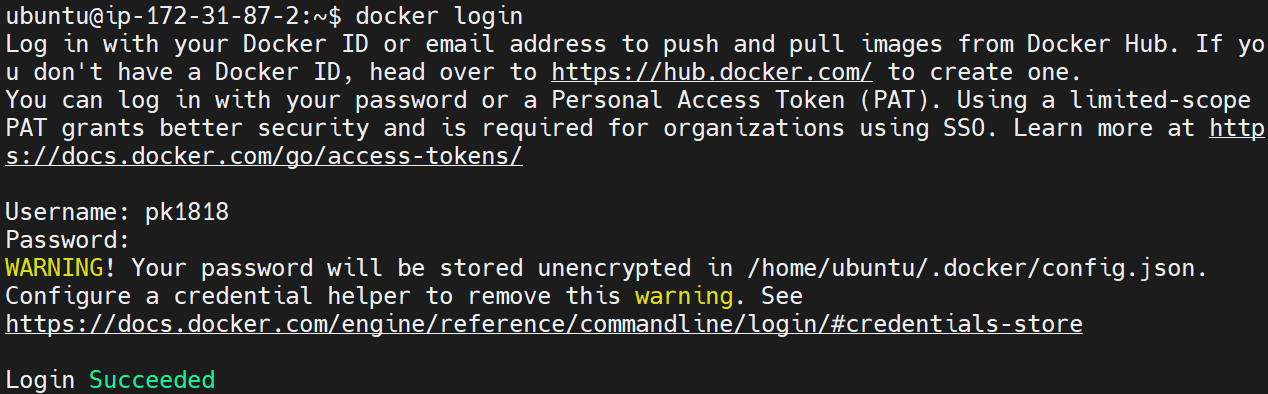 ubuntu@ip-172-31-87-2:~$ docker login
Log in with your Docker ID or email address to push and pull images from Docker Hub. If yo
u don't have a Docker ID, head over to https://hub.docker.com/ to create one.
You can log in with your password or a Personal Access Token (PAT). Using a limited-scope
PAT grants better security and is required for organizations using SSO. Learn more at http
s://docs.docker.com/go/access-tokens/

Username: pk1818
Password:
WARNING! Your password will be stored unencrypted in /home/ubuntu/.docker/config.json.
Configure a credential helper to remove this warning. See
https://docs.docker.com/engine/reference/commandline/login/#credentials-store

Login Succeeded